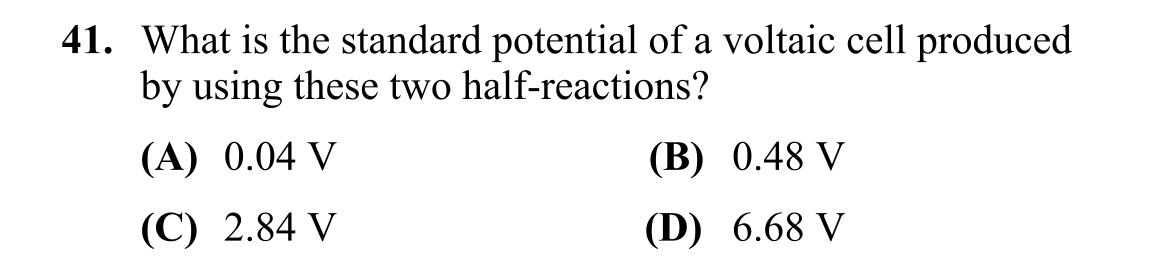 41. What is the standard potential of a voltaic cell produced
by using these two half-reactions?
(A) 0.04 V (B) 0.48 V
(C) 2.84 V (D) 6.68 V